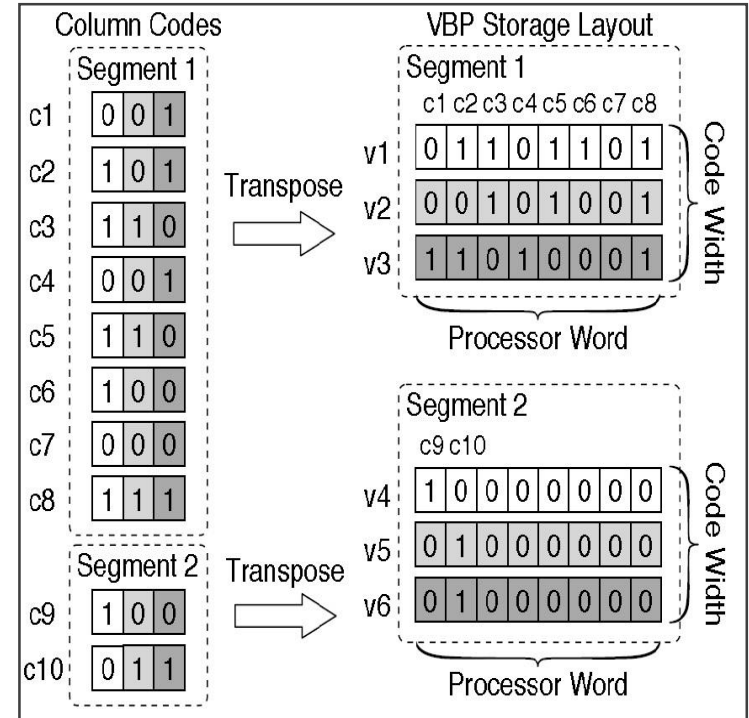 Column Codes
Segment 1
c1 0 0 1
c2 1 0 1
c3 1 1 0
c4 0 0 1
c5 1 1 0
c6 1 0 0
c7 0 0 0
c8 1 1 1
Segment 2
c9 1 0 0
c10 0 1 1
Transpose
Transpose
VBP Storage Layout
Segment 1
c1 c2 c3 c4 c5 c6 c7 c8
v1 0 1 1 0 1 1 0 1
v2 0 0 1 0 1 0 0 1
v3 1 1 0 1 0 0 0 1
Code Width
Processor Word
Segment 2
c9 c10
v4 1 0 0 0 0 0 0 0
v5 0 1 0 0 0 0 0 0
v6 0 1 0 0 0 0 0 0
Code Width
Processor Word